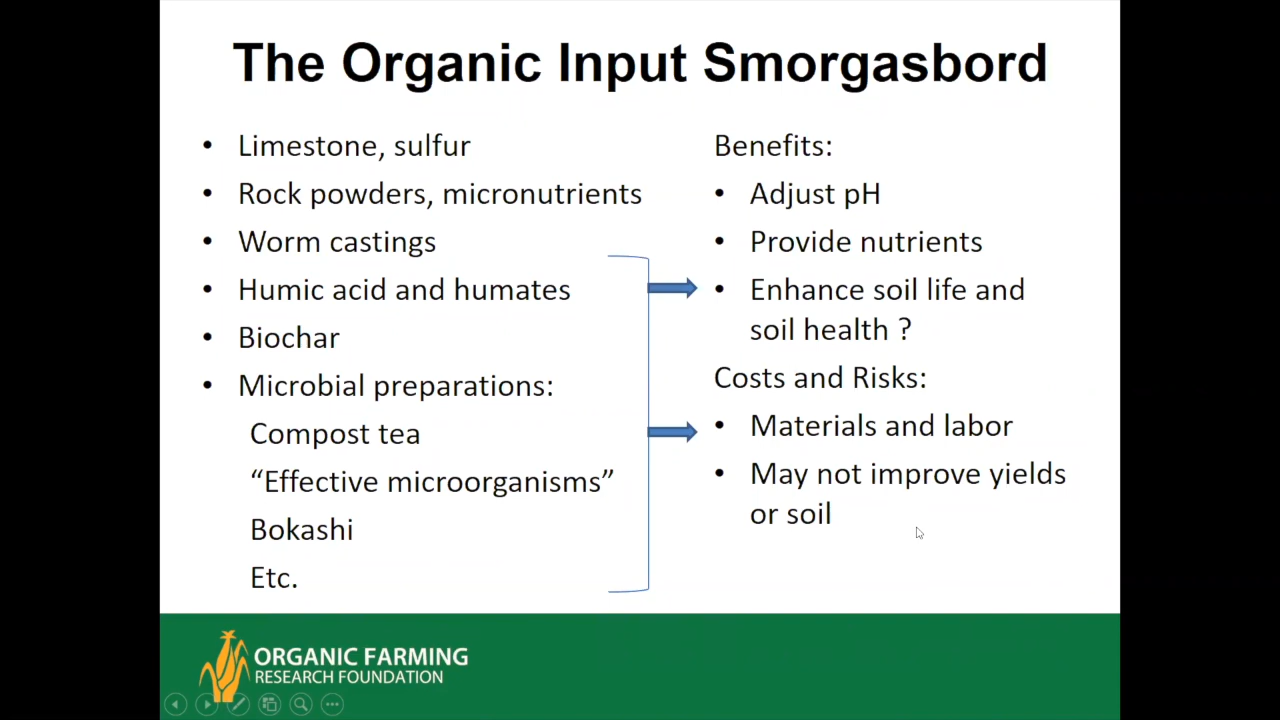 The Organic Input Smorgasbord
• Limestone, sulfur
• Rock powders, micronutrients
• Worm castings
• Humic acid and humates
• Biochar
• Microbial preparations:
Compost tea
“Effective microorganisms”
Bokashi
Etc.
Benefits:
• Adjust pH
• Provide nutrients
• Enhance soil life and
soil health ?
Costs and Risks:
• Materials and labor
• May not improve yields
or soil
ORGANIC FARMING
RESEARCH FOUNDATION